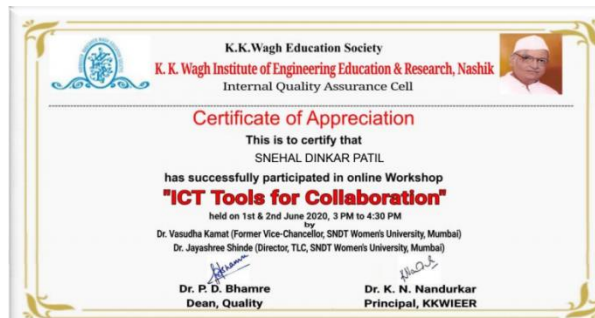 K.K.Wagh Education Society
K. K. Wagh Institute of Engineering Education & Research, Nashik
Internal Quality Assurance Cell
Certificate of Appreciation
This is to certify that
SNEHAL DINKAR PATIL
has successfully participated in online Workshop
"ICT Tools for Collaboration"
held on 1st & 2nd June 2020, 3 PM to 4:30 PM
by
Dr. Vasudha Kamat (Former Vice-Chancellor, SNDT Women's University, Mumbai)
Dr. Jayashree Shinde (Director, TLC, SNDT Women's University, Mumbai)
Dr. P. D. Bhamre
Dr. K. N. Nandurkar
Dean, Quality
Principal, KKWIEER